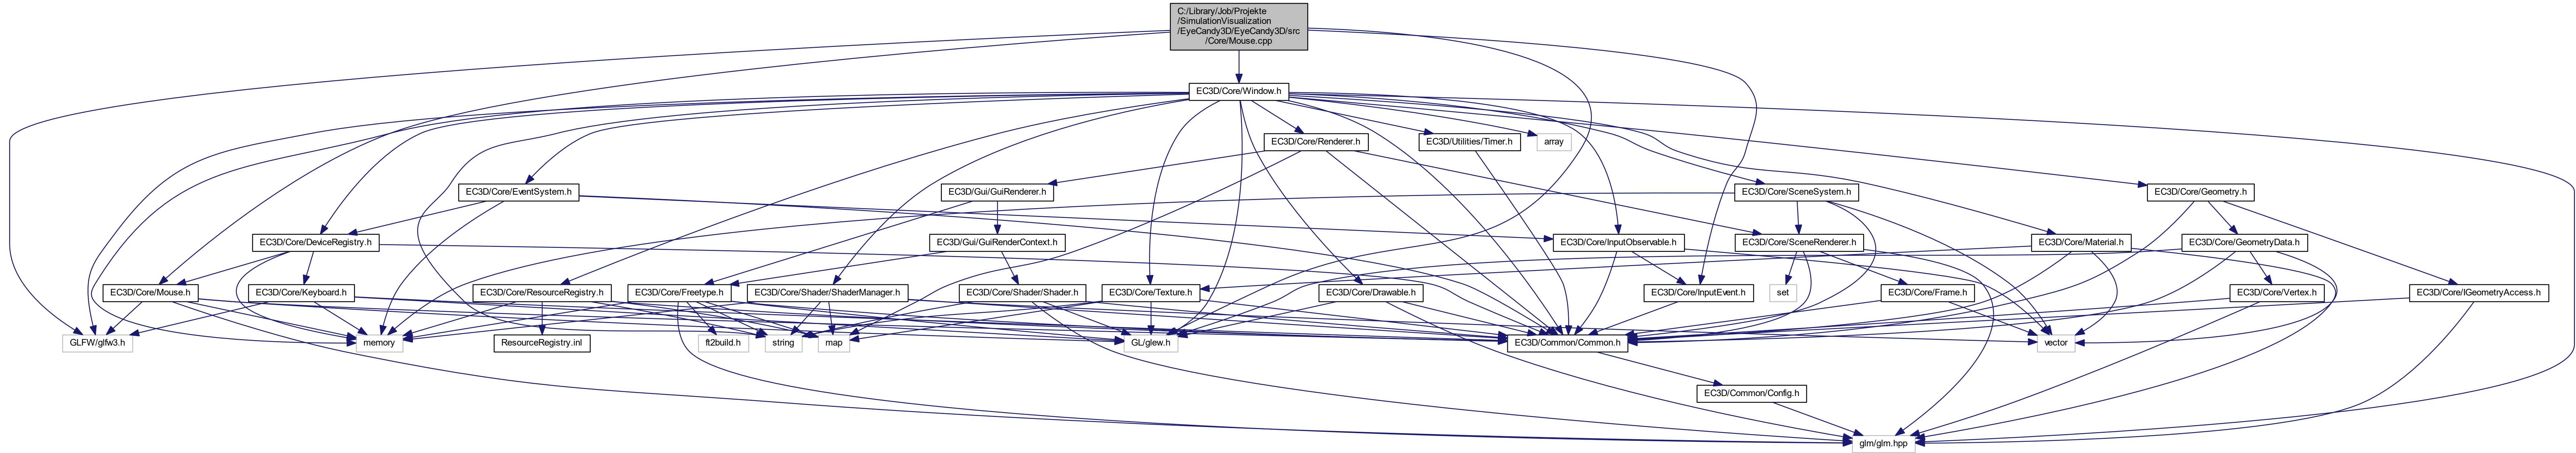 C:/Library/Job/Projekte
/SimulationVisualization
/EyeCandy3D/EyeCandy3D/src
/Core/Mouse.cpp
EC3D/Core/Window.h
EC3D/Core/Renderer.h
EC3D/Utilities/Timer.h
array
EC3D/Core/EventSystem.h
EC3D/Gui/GuiRenderer.h
EC3D/Core/SceneSystem.h
EC3D/Core/Geometry.h
EC3D/Core/DeviceRegistry.h
EC3D/Gui/GuiRenderContext.h
EC3D/Core/InputObservable.h
EC3D/Core/SceneRenderer.h
EC3D/Core/Material.h
EC3D/Core/GeometryData.h
EC3D/Core/Mouse.h
EC3D/Core/Keyboard.h
EC3D/Core/ResourceRegistry.h
EC3D/Core/Freetype.h
EC3D/Core/Shader/ShaderManager.h
EC3D/Core/Shader/Shader.h
EC3D/Core/Texture.h
EC3D/Core/Drawable.h
EC3D/Core/InputEvent.h
set
EC3D/Core/Frame.h
EC3D/Core/Vertex.h
EC3D/Core/IGeometryAccess.h
GLFW/glfw3.h
memory
ResourceRegistry.inl
ft2build.h
string
map
GL/glew.h
EC3D/Common/Common.h
vector
EC3D/Common/Config.h
glm/glm.hpp